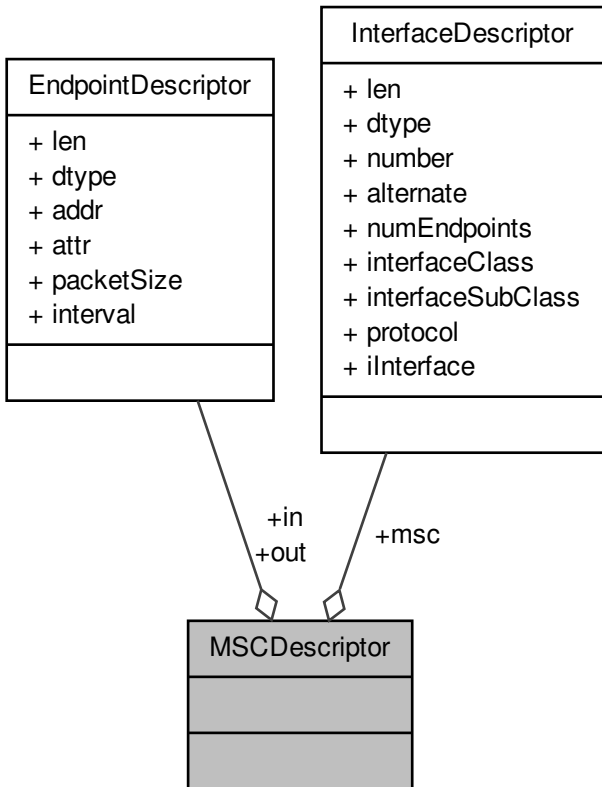 EndpointDescriptor
+ len
+ dtype
+ addr
+ attr
+ packetSize
+ interval
InterfaceDescriptor
+ len
+ dtype
+ number
+ alternate
+ numEndpoints
+ interfaceClass
+ interfaceSubClass
+ protocol
+ iInterface
+in
+out
+msc
MSCDescriptor